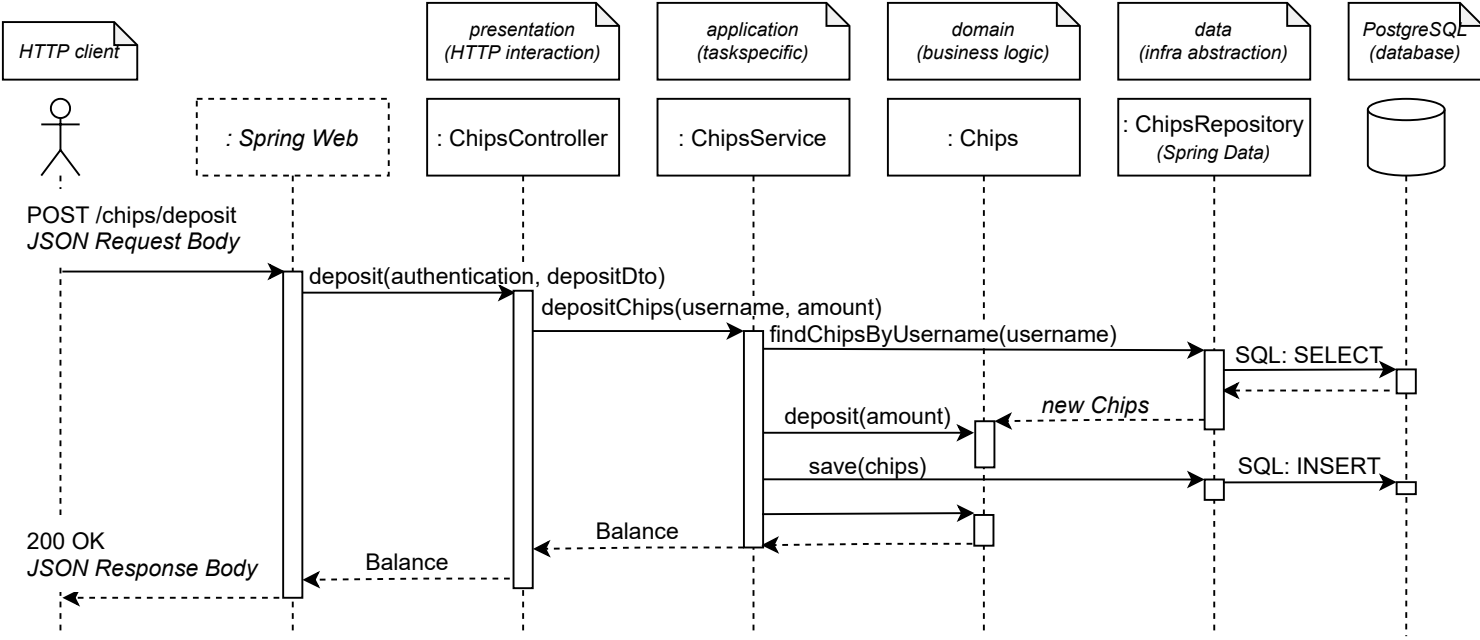 HTTP client
presentation
(HTTP interaction)
application
(taskspecific)
domain
(business logic)
data
(infra abstraction)
PostgreSQL
(database)
: Spring Web
: ChipsController
: ChipsService
: Chips
: ChipsRepository
(Spring Data)
POST /chips/deposit
JSON Request Body
deposit(authentication, depositDto)
depositChips(username, amount)
findChipsByUsername(username)
SQL: SELECT
new Chips
deposit(amount)
save(chips)
SQL: INSERT
Balance
Balance
200 OK
JSON Response Body